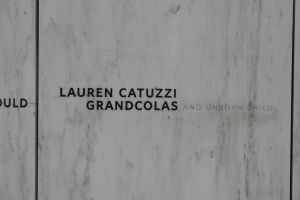 LAUREN CATUZZI
OULD GRANDCOLAS AND UNBORN CHILD